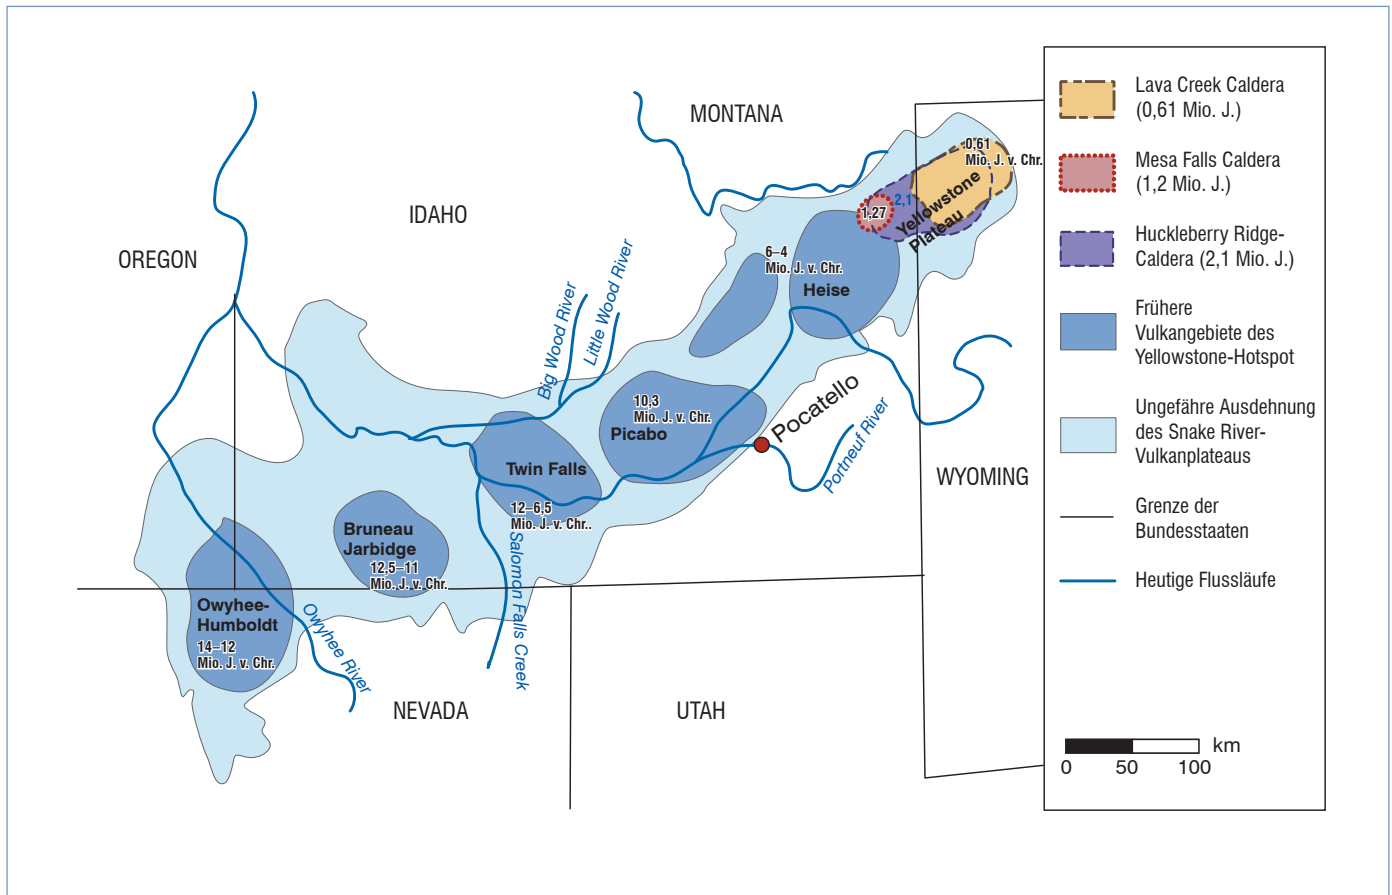 MONTANA
IDAHO
OREGON
WYOMING
NEVADA
UTAH
0,61
Mio. J. v. Chr.
2,1
1,27
Yellowstone
Plateau
6–4
Mio. J. v. Chr.
Heise
Big Wood River
Little Wood River
10,3
Mio. J. v. Chr.
Picabo
Pocatello
Portneuf River
Twin Falls
12–6,5
Mio. J. v. Chr..
Salomon Falls Creek
Bruneau
Jarbidge
12,5–11
Mio. J. v. Chr.
Owyhee-
Humboldt
14–12
Mio. J. v. Chr.
Owyhee River
Lava Creek Caldera
(0,61 Mio. J.)
Mesa Falls Caldera
(1,2 Mio. J.)
Huckleberry Ridge-
Caldera (2,1 Mio. J.)
Frühere
Vulkangebiete des
Yellowstone-Hotspot
Ungefähre Ausdehnung
des Snake River-
Vulkanplateaus
Grenze der
Bundesstaaten
Heutige Flussläufe
km
0 50 100